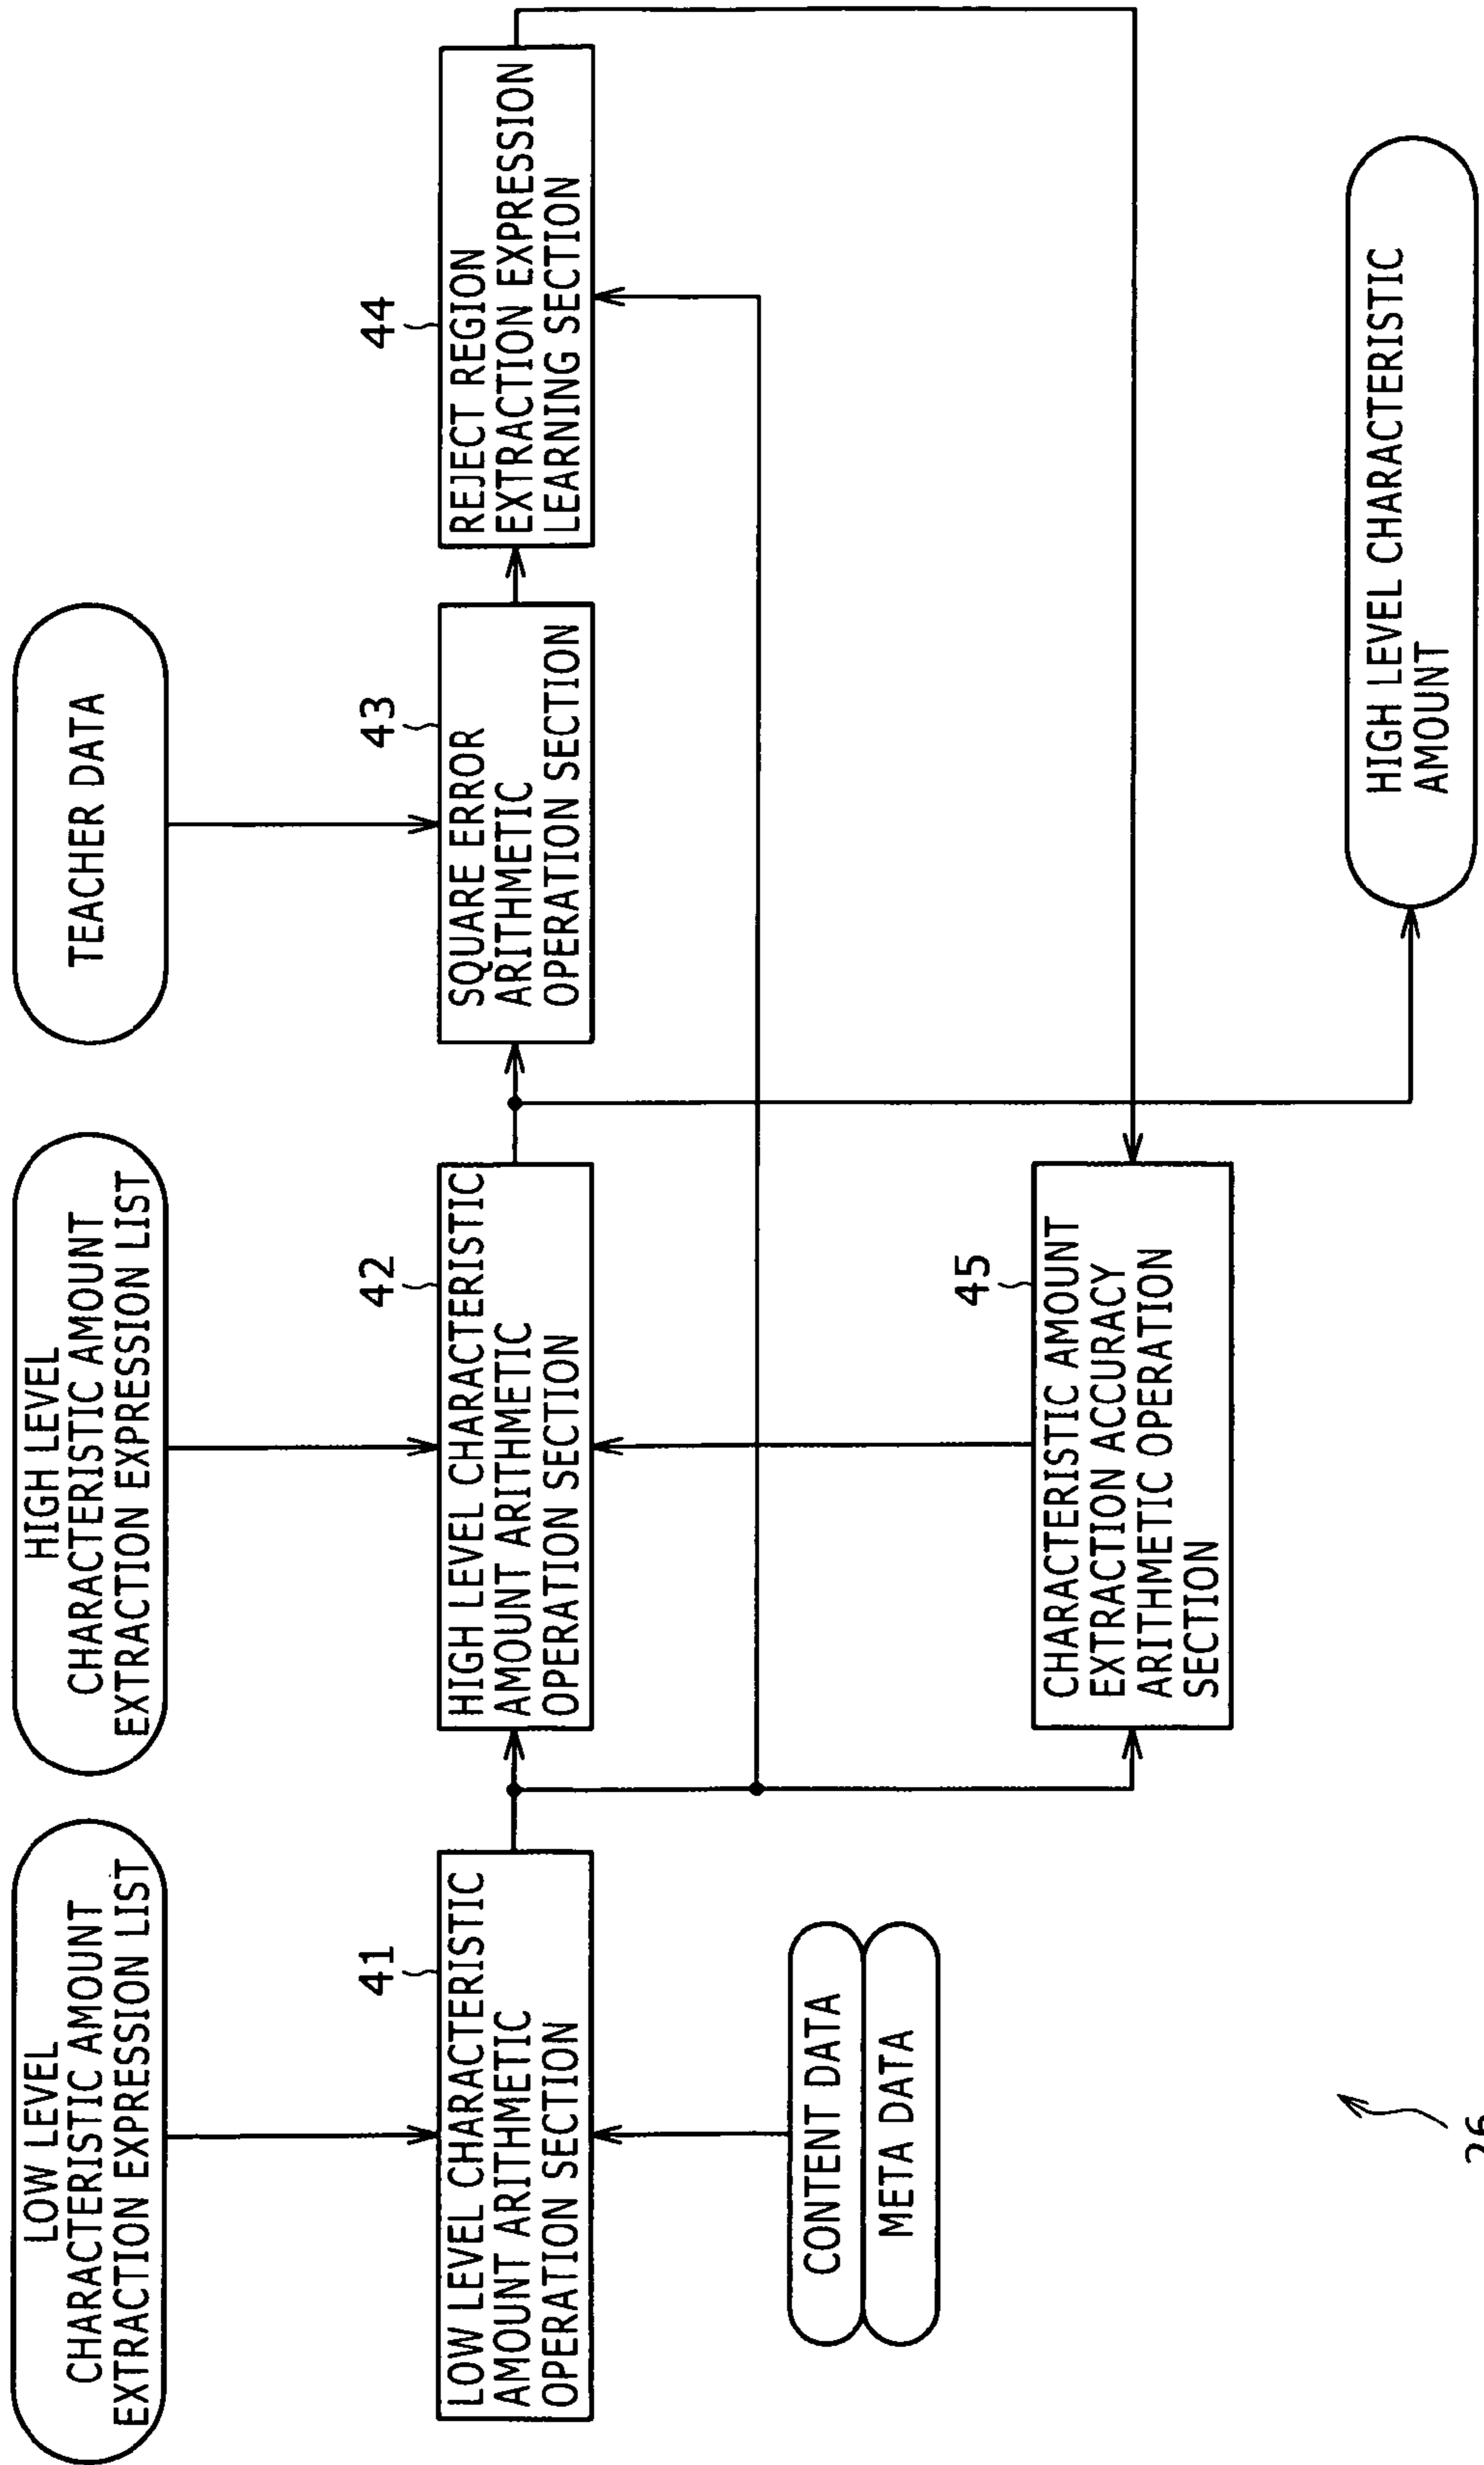 LOW LEVEL
CHARACTERISTIC AMOUNT
EXTRACTION EXPRESSION LIST
HIGH LEVEL
CHARACTERISTIC AMOUNT
EXTRACTION EXPRESSION LIST
TEACHER DATA
41
LOW LEVEL CHARACTERISTIC
AMOUNT ARITHMETIC
OPERATION SECTION
42
HIGH LEVEL CHARACTERISTIC
AMOUNT ARITHMETIC
OPERATION SECTION
43
SQUARE ERROR
ARITHMETIC
OPERATION SECTION
44
REJECT REGION
EXTRACTION EXPRESSION
LEARNING SECTION
CONTENT DATA
META DATA
45
CHARACTERISTIC AMOUNT
EXTRACTION ACCURACY
ARITHMETIC OPERATION
SECTION
HIGH LEVEL CHARACTERISTIC
AMOUNT
26